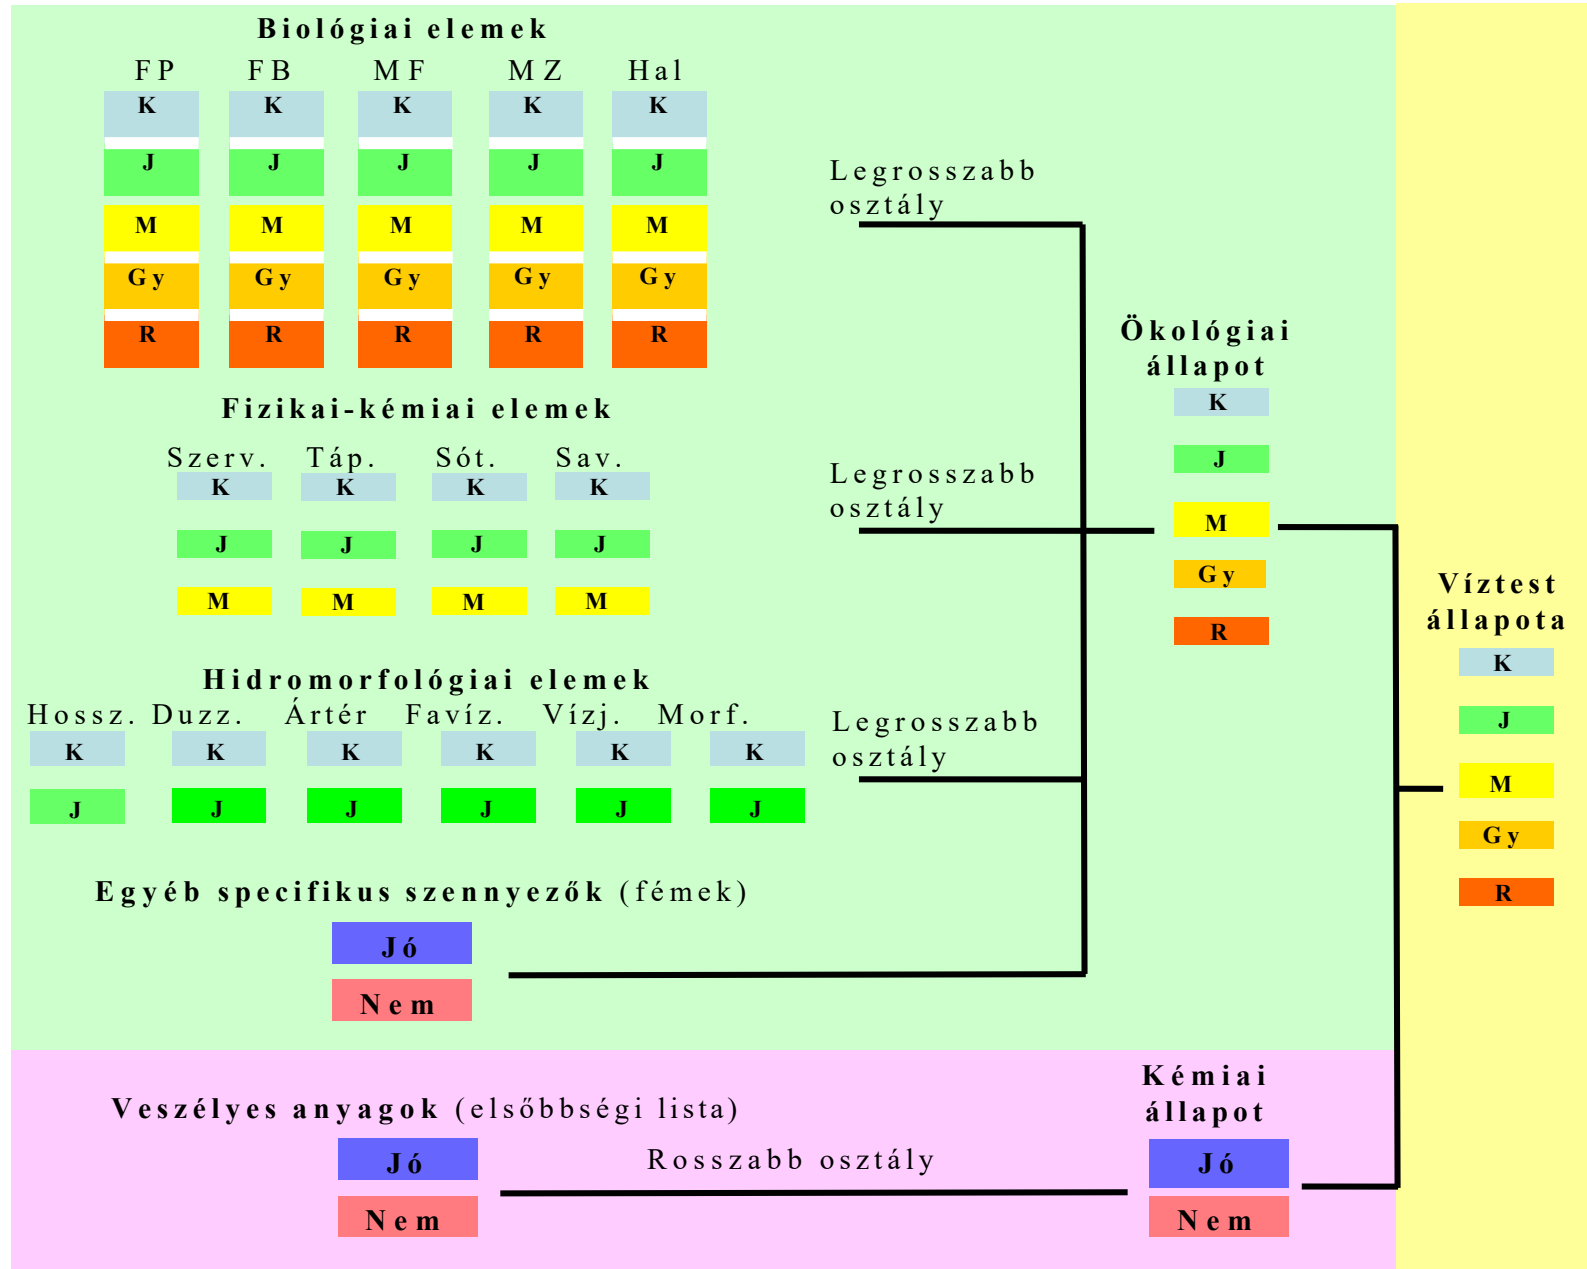 Biológiai elemek
FP FB MF MZ Hal
K K K K K
J J J J J
M M M M M
Gy Gy Gy Gy Gy
R R R R R
Legrosszabb
osztály
Fizikai-kémiai elemek
Szerv. Táp. Sót. Sav.
K K K K
J J J J
M M M M
Legrosszabb
osztály
Hidromorfológiai elemek
Hossz. Duzz. Ártér Favíz. Vízj. Morf.
K K K K K K
J J J J J J
Legrosszabb
osztály
Egyéb specifikus szennyezők (fémek)
Jó
Nem
Ökológiai
állapot
K
J
M
Gy
R
Veszélyes anyagok (elsőbbségi lista)
Jó
Nem
Rosszabb osztály
Kémiai
állapot
Jó
Nem
Víztest
állapota
K
J
M
Gy
R